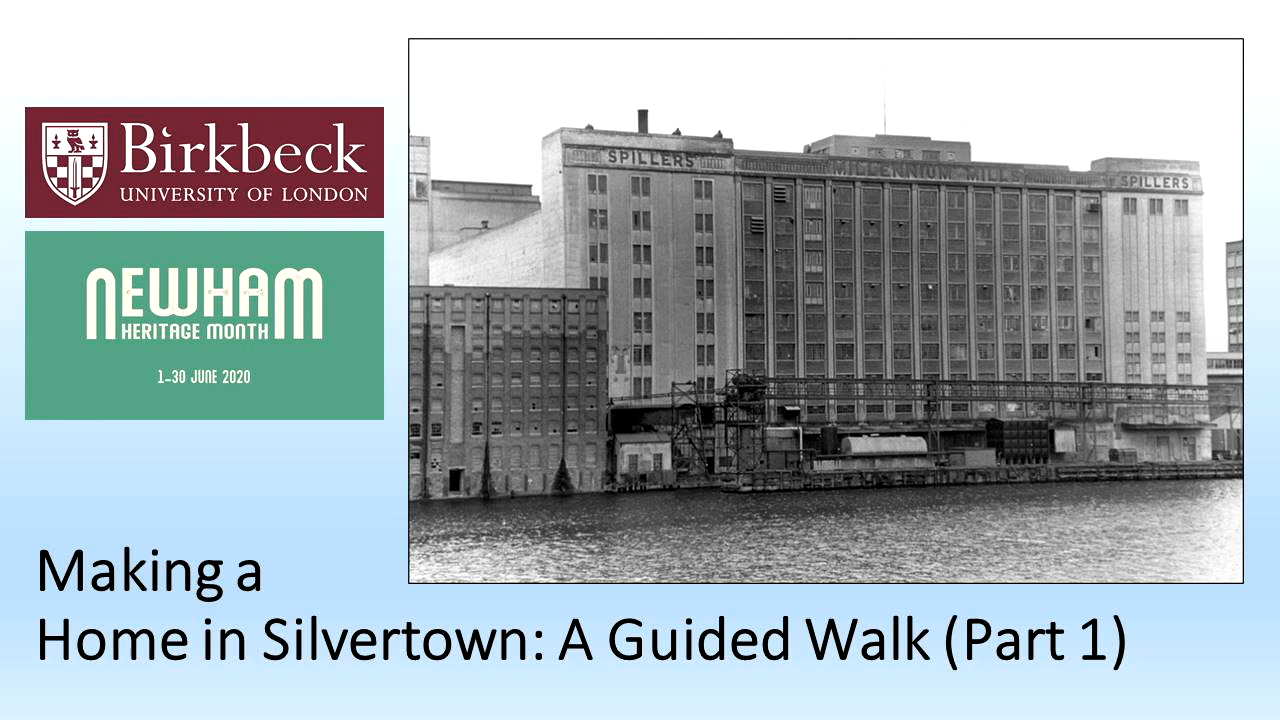 Birkbeck
UNIVERSITY OF LONDON
NEWHAM
HERITAGE MONTH
1-30 JUNE 2020
SPILLERS
MILLENNIUM MILLS
SPILLERS
Making a
Home in Silvertown: A Guided Walk (Part 1)